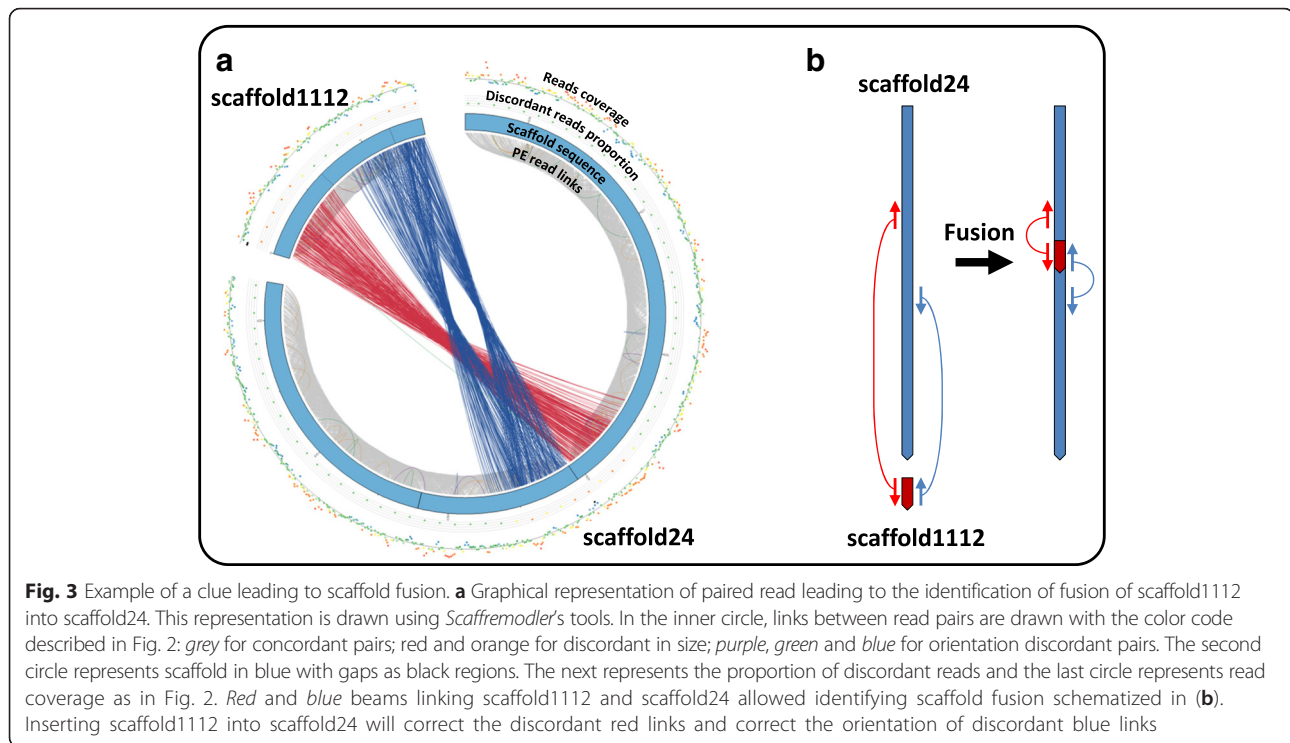 a
scaffold1112
Reads coverage
Discordant reads proportion
Scaffold sequence
PE read links
scaffold24
b
scaffold24
Fusion
scaffold1112
Fig. 3 Example of a clue leading to scaffold fusion. a Graphical representation of paired read leading to the identification of fusion of scaffold1112
into scaffold24. This representation is drawn using Scaffremodler's tools. In the inner circle, links between read pairs are drawn with the color code
described in Fig. 2: grey for concordant pairs; red and orange for discordant in size; purple, green and blue for orientation discordant pairs. The second
circle represents scaffold in blue with gaps as black regions. The next represents the proportion of discordant reads and the last circle represents read
coverage as in Fig. 2. Red and blue beams linking scaffold1112 and scaffold24 allowed identifying scaffold fusion schematized in (b).
Inserting scaffold1112 into scaffold24 will correct the discordant red links and correct the orientation of discordant blue links